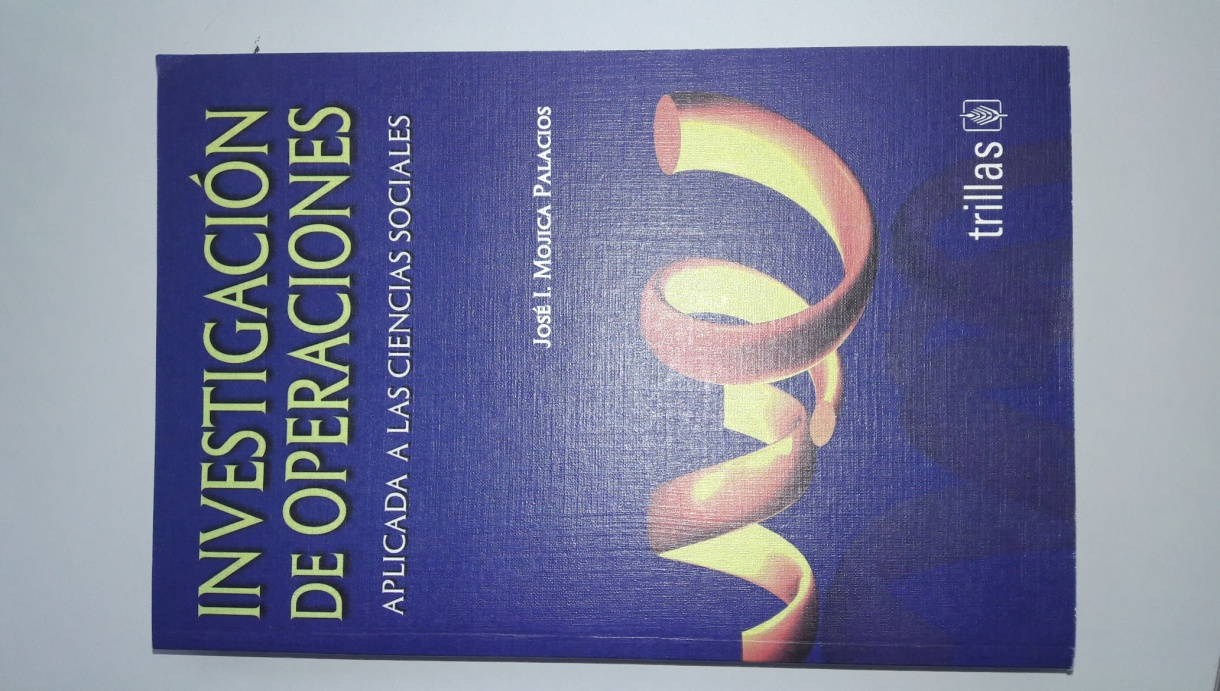 INVESTIGACIÓN
DE OPERACIONES
APLICADA A LAS CIENCIAS SOCIALES
JOSÉ I. MOJICA PALACIOS
trillas